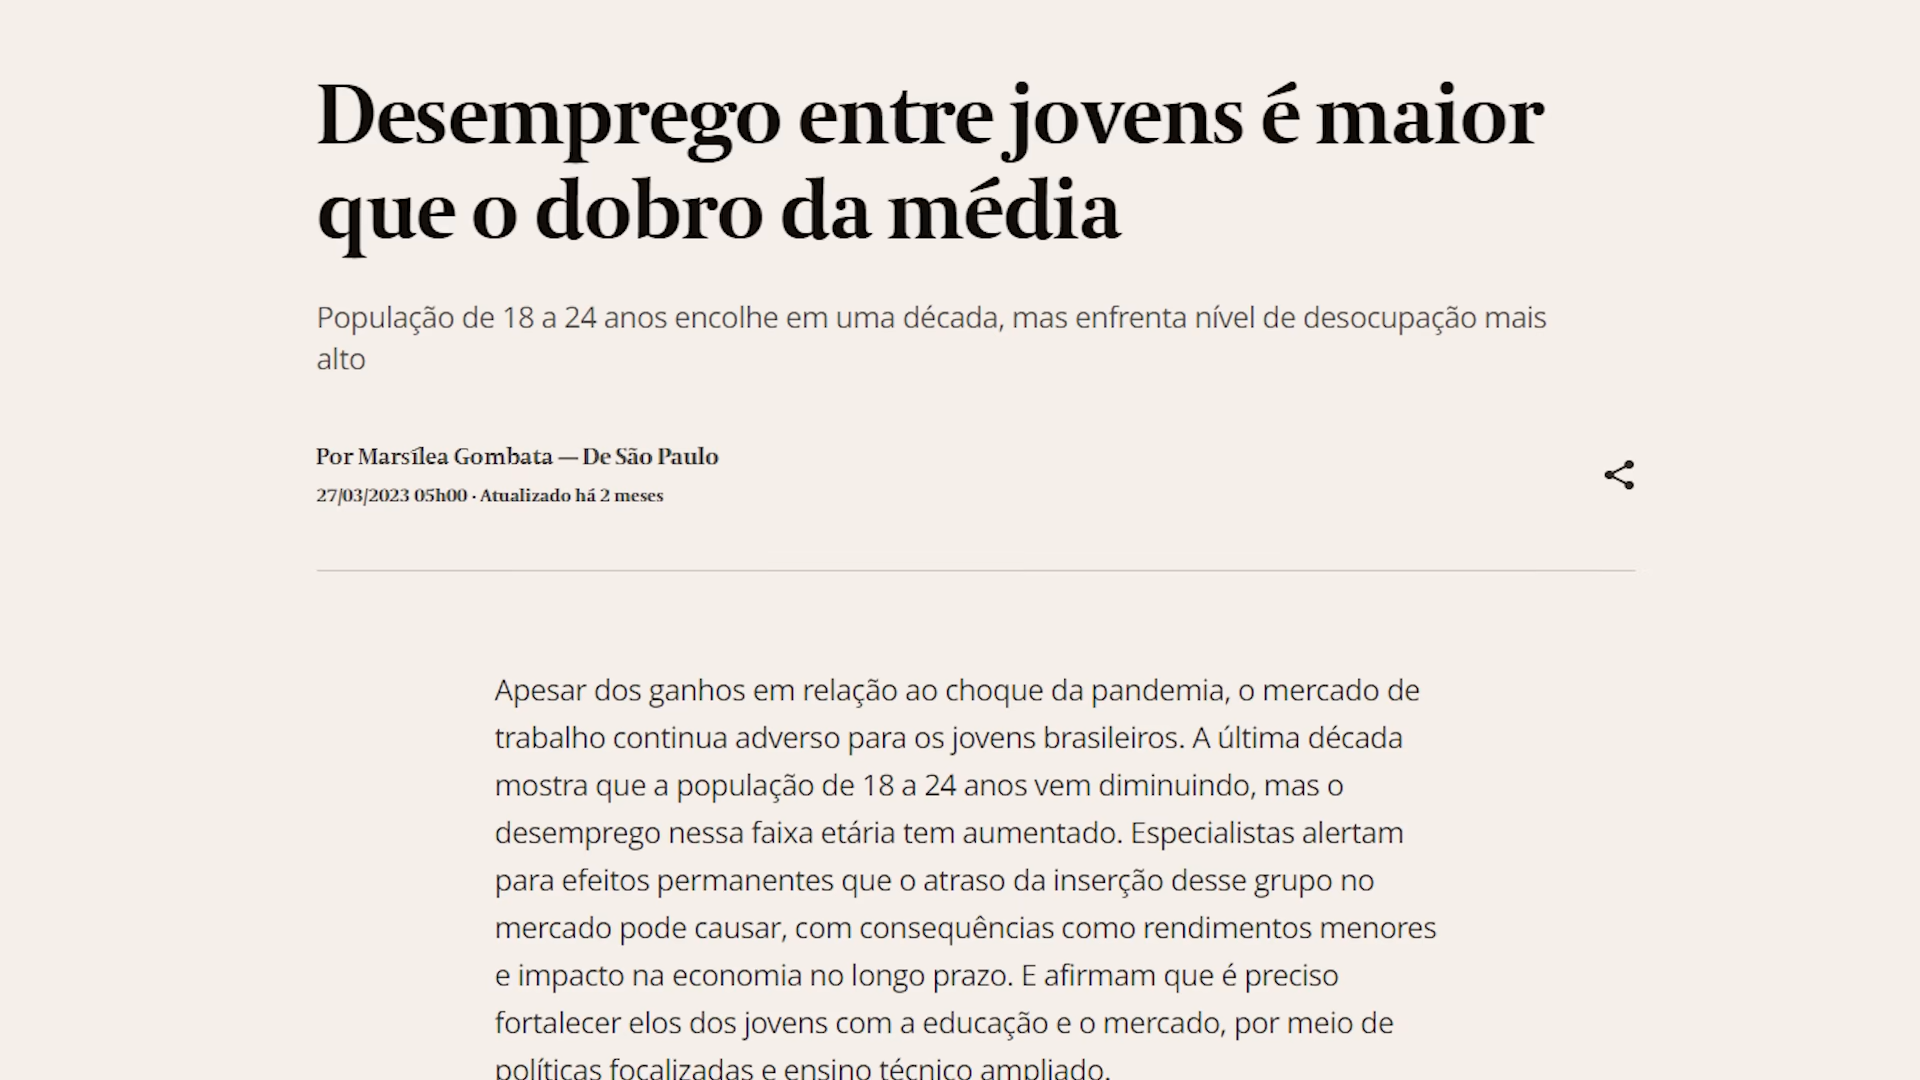 Desemprego entre jovens é maior
que o dobro da média
População de 18 a 24 anos encolhe em uma década, mas enfrenta nível de desocupação mais
alto
Por Marsílea Gombata — De São Paulo
27/03/2023 05h00 · Atualizado há 2 meses
Apesar dos ganhos em relação ao choque da pandemia, o mercado de
trabalho continua adverso para os jovens brasileiros. A última década
mostra que a população de 18 a 24 anos vem diminuindo, mas o
desemprego nessa faixa etária tem aumentado. Especialistas alertam
para efeitos permanentes que o atraso da inserção desse grupo no
mercado pode causar, com consequências como rendimentos menores
e impacto na economia no longo prazo. E afirmam que é preciso
fortalecer elos dos jovens com a educação e o mercado, por meio de
políticas focalizadas e ensino técnico ampliado.